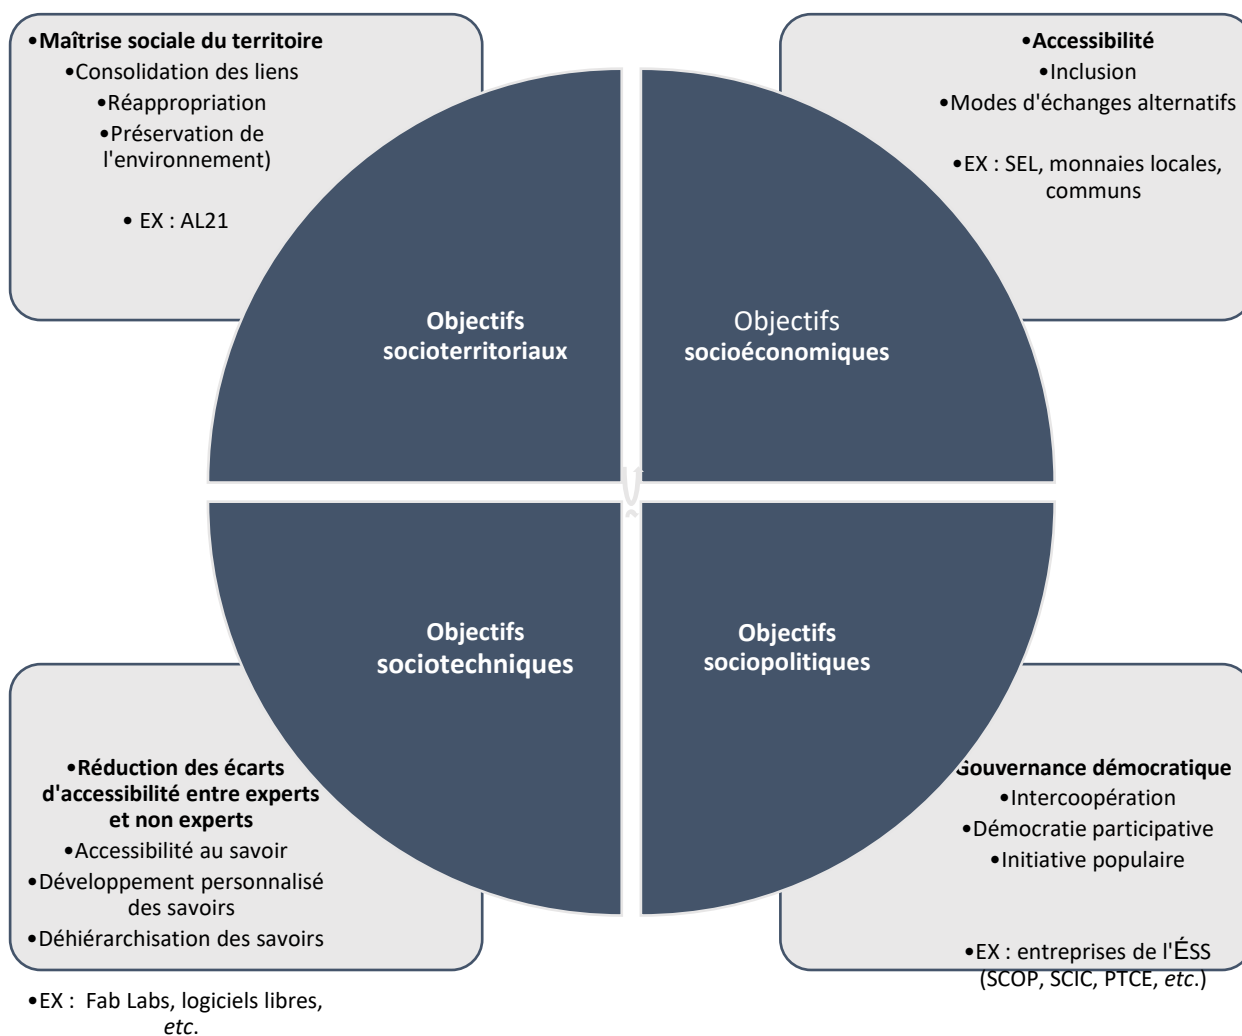 •Maîtrise sociale du territoire
•Consolidation des liens
•Réappropriation
•Préservation de
l'environnement)
• EX : AL21
•Accessibilité
•Inclusion
•Modes d'échanges alternatifs
•EX : SEL, monnaies locales,
communs
Objectifs
socioterritoriaux
Objectifs
socioéconomiques
Objectifs
sociotechniques
Objectifs
sociopolitiques
•Réduction des écarts
d'accessibilité entre experts
et non experts
•Accessibilité au savoir
•Développement personnalisé
des savoirs
•Déhiérarchisation des savoirs
•EX : Fab Labs, logiciels libres,
etc.
Gouvernance démocratique
•Intercoopération
•Démocratie participative
•Initiative populaire
•EX : entreprises de l'ÉSS
(SCOP, SCIC, PTCE, etc.)